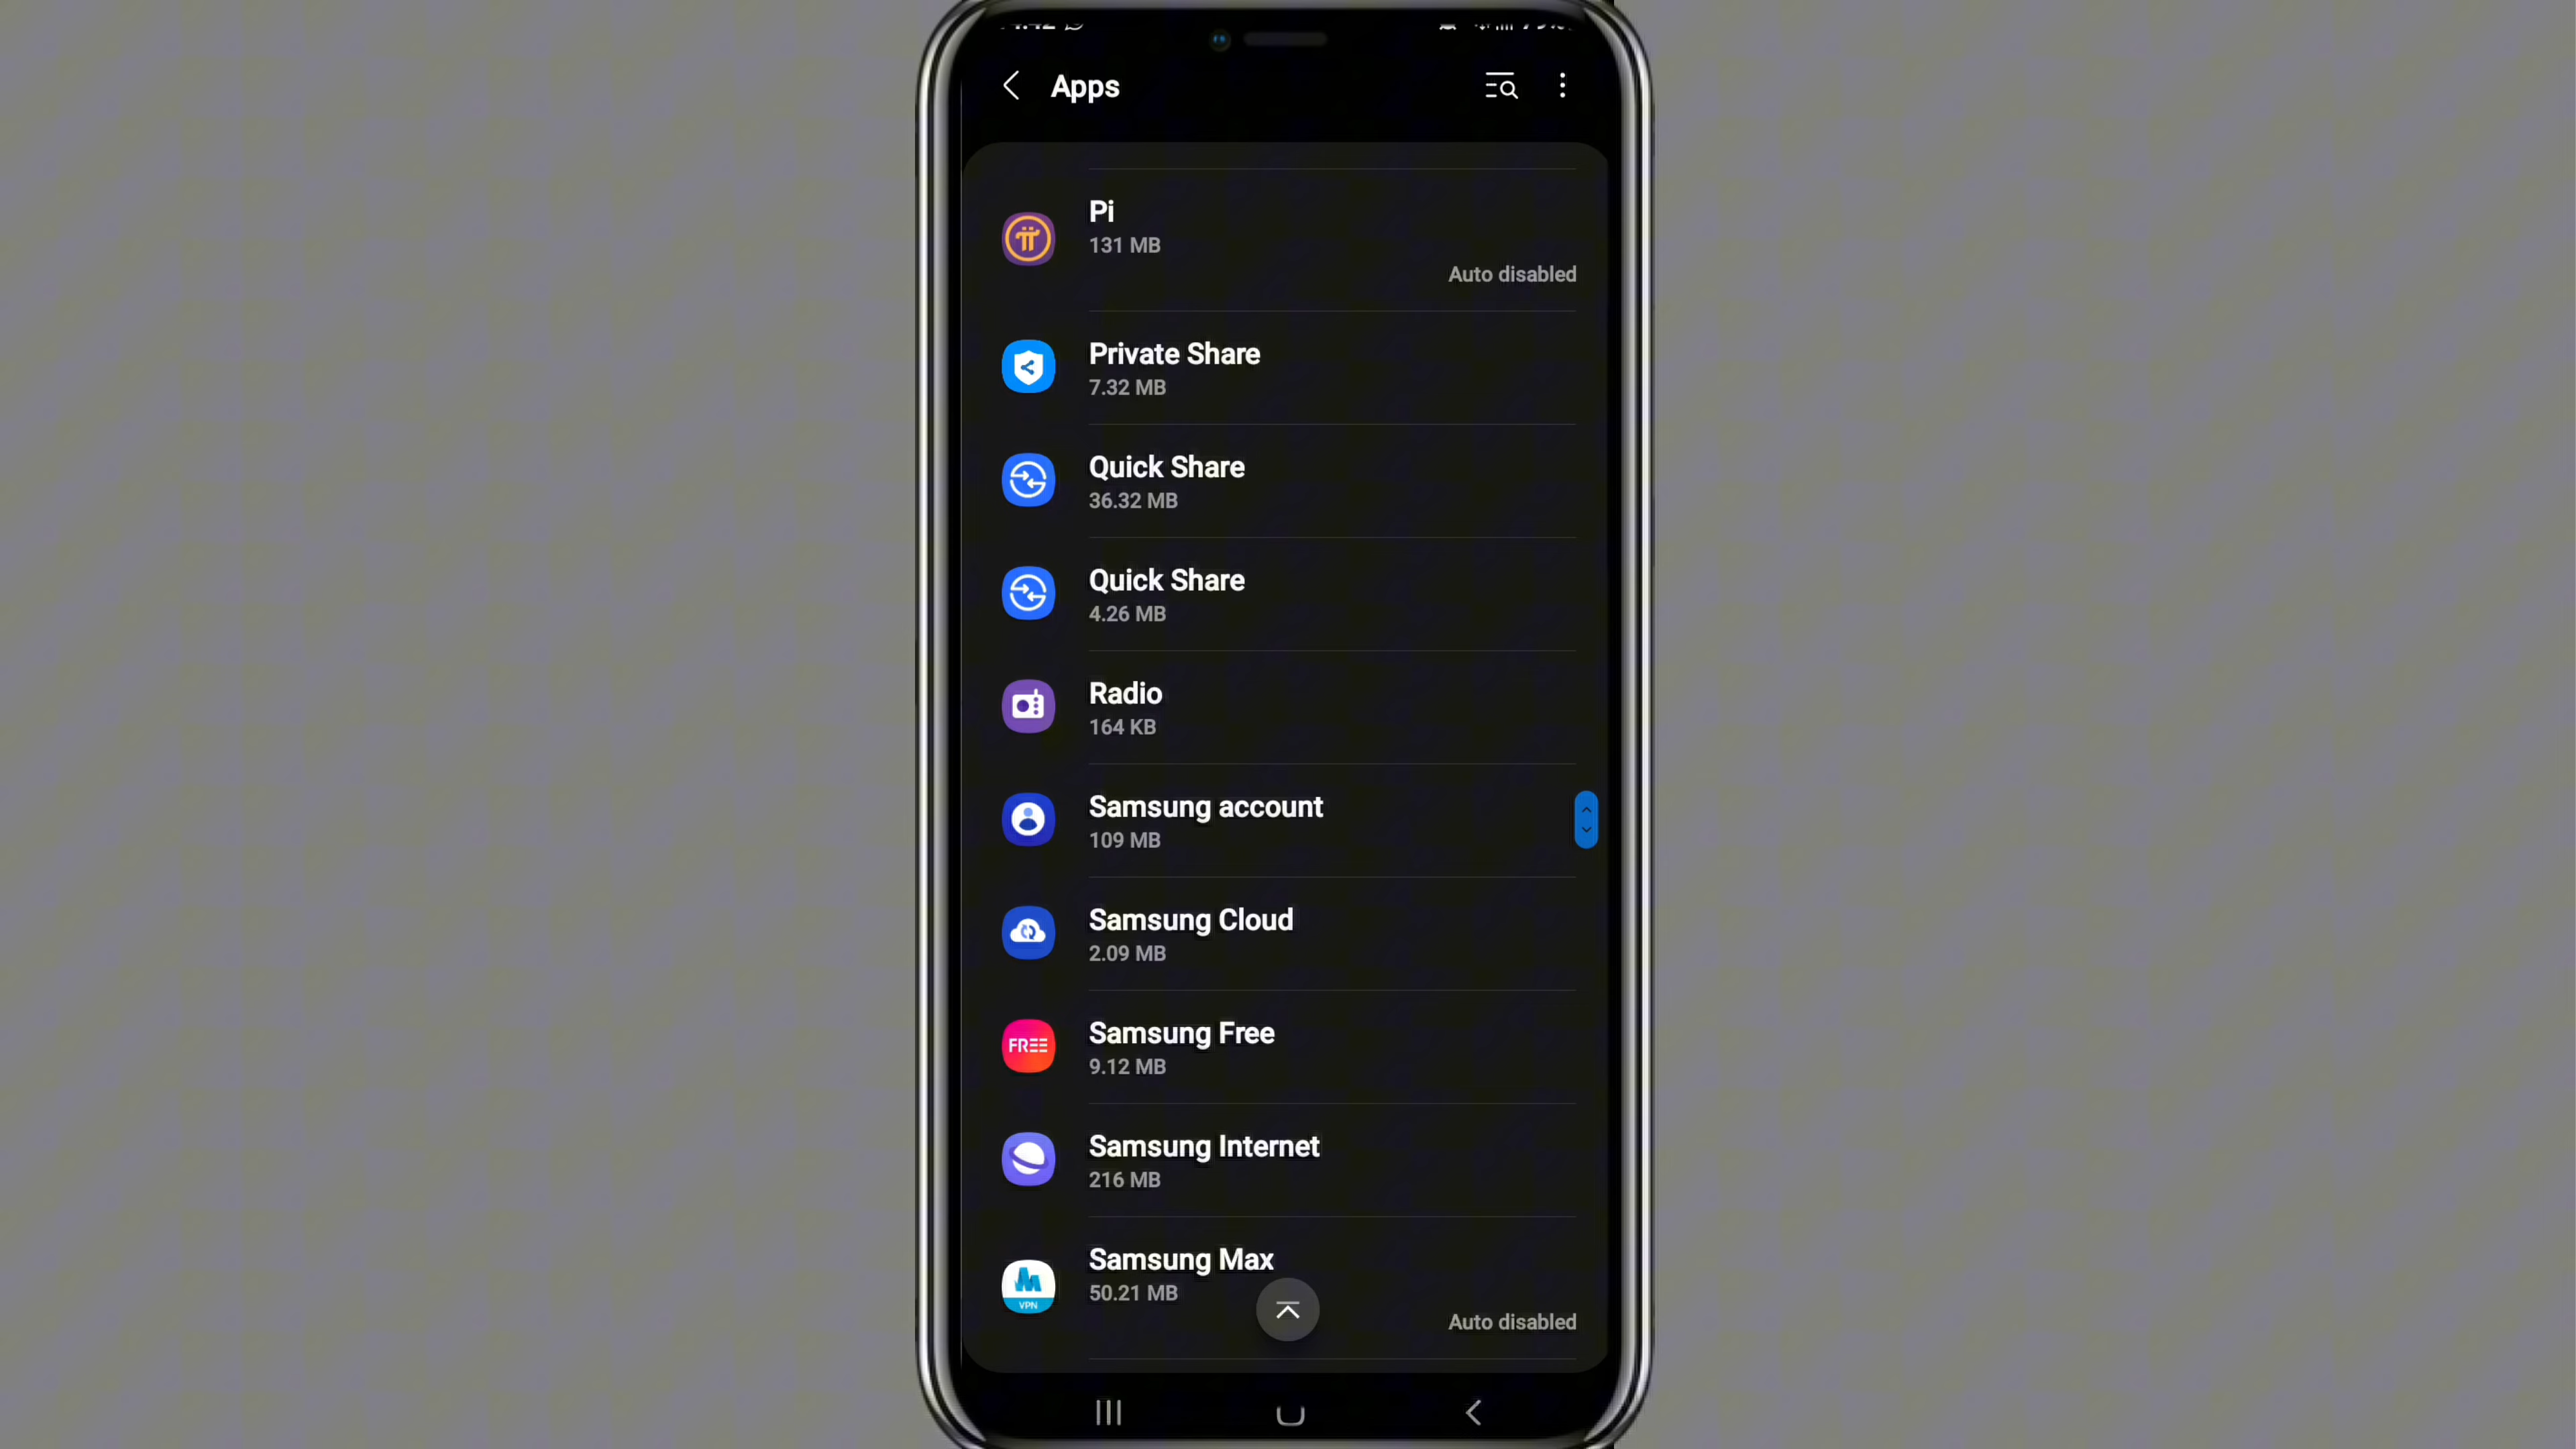 Apps
Pi
131 MB
Auto disabled
Private Share
7.32 MB
Quick Share
36.32 MB
Quick Share
4.26 MB
Radio
164 KB
Samsung account
109 MB
Samsung Cloud
2.09 MB
FREE
Samsung Free
9.12 MB
Samsung Internet
216 MB
Samsung Max
50.21 MB
VPN
Auto disabled